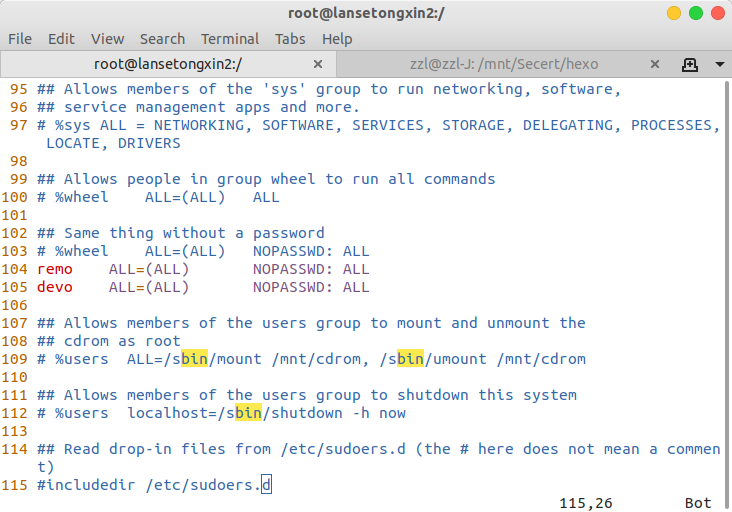 root@lansetongxin2:/
File Edit View Search Terminal Tabs Help
root@lansetongxin2:/ × zzl@zzl-J: /mnt/Secert/hexo ×
95 ## Allows members of the 'sys' group to run networking, software,
96 ## service management apps and more.
97 # %sys ALL = NETWORKING, SOFTWARE, SERVICES, STORAGE, DELEGATING, PROCESSES,
LOCATE, DRIVERS
98
99 ## Allows people in group wheel to run all commands
100 # %wheel    ALL=(ALL)   ALL
101
102 ## Same thing without a password
103 # %wheel    ALL=(ALL)   NOPASSWD: ALL
104 remo    ALL=(ALL)       NOPASSWD: ALL
105 devo    ALL=(ALL)       NOPASSWD: ALL
106
107 ## Allows members of the users group to mount and unmount the
108 ## cdrom as root
109 # %users  ALL=/sbin/mount /mnt/cdrom, /sbin/umount /mnt/cdrom
110
111 ## Allows members of the users group to shutdown this system
112 # %users  localhost=/sbin/shutdown -h now
113
114 ## Read drop-in files from /etc/sudoers.d (the # here does not mean a commen
t)
115 #includedir /etc/sudoers.d
115,26 Bot